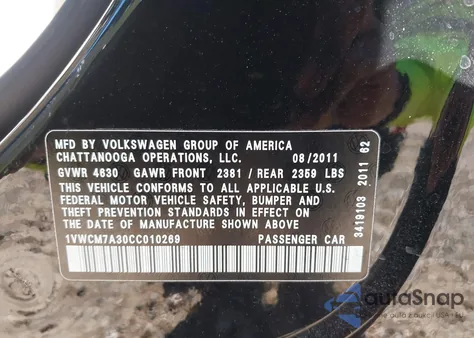 MFD BY VOLKSWAGEN GROUP OF AMERICA
CHATTANOOGA OPERATIONS, LLC. 08/2011
GVWR 4630 GAWR FRONT 2381 / REAR 2359 LBS
THIS VEHICLE CONFORMS TO ALL APPLICABLE U.S.
FEDERAL MOTOR VEHICLE SAFETY, BUMPER AND
THEFT PREVENTION STANDARDS IN EFFECT ON
THE DATE OF MANUFACTURE SHOWN ABOVE
1VWCM7A30CC010269 PASSENGER CAR
3419103 2011 62
autaSnap